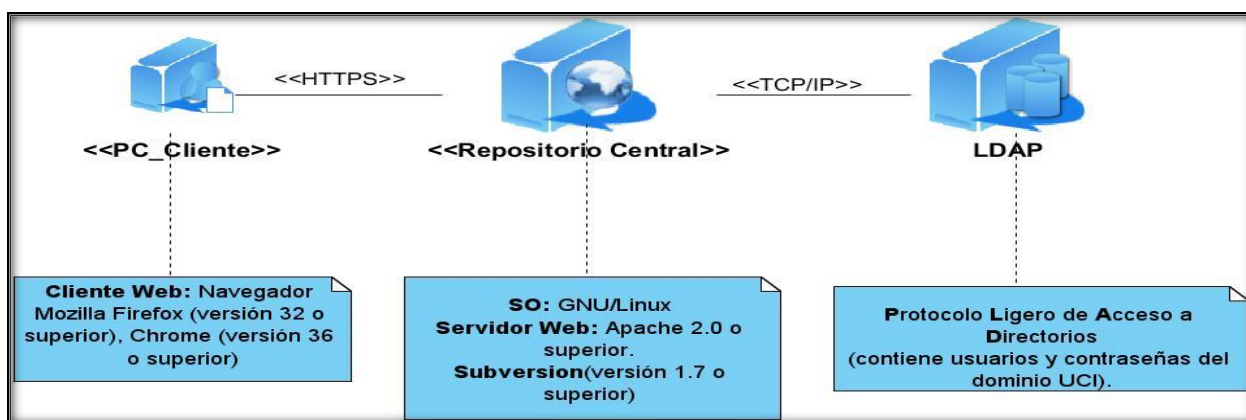 <<HTTPS>>
<<TCP/IP>>
<<PC_Cliente>>
<<Repositorio Central>>
LDAP
Cliente Web: Navegador
Mozilla Firefox (versión 32 o
superior), Chrome (versión 36
o superior)
SO: GNU/Linux
Servidor Web: Apache 2.0 o
superior.
Subversion(versión 1.7 o
superior)
Protocolo Ligero de Acceso a
Directorios
(contiene usuarios y contraseñas del
dominio UCI).